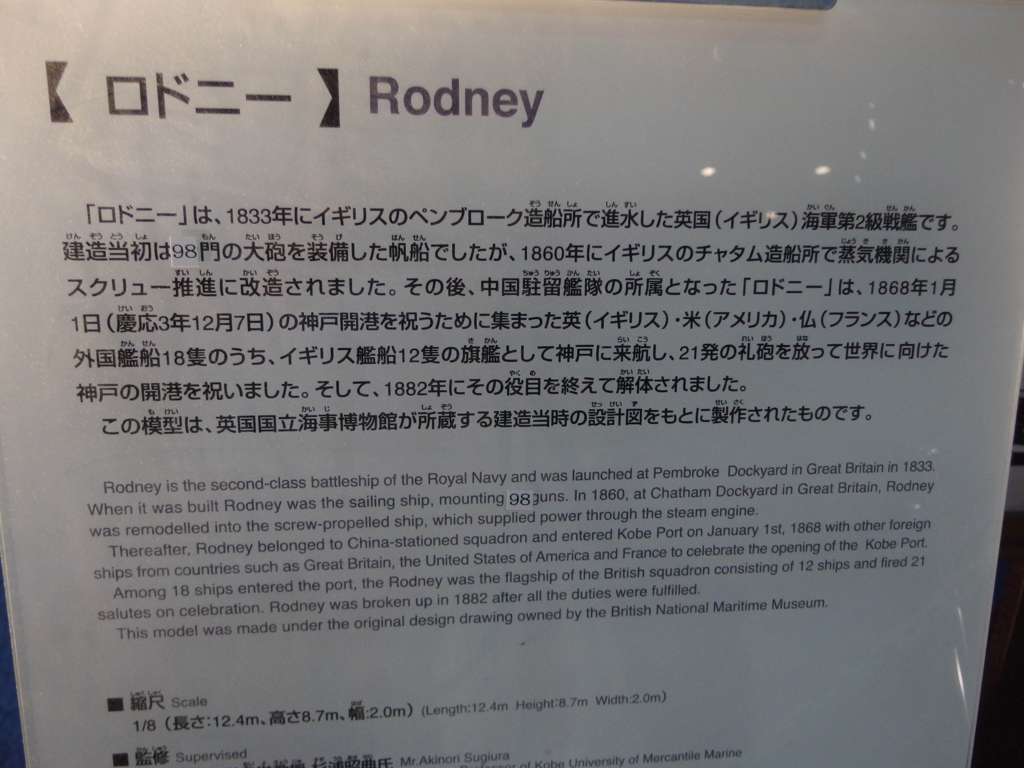 【 ロドニー 】 Rodney
「ロドニー」は、1833年にイギリスのペンブローク造船所で進水した英国(イギリス)海軍第2級戦艦です。
建造当初は98門の大砲を装備した帆船でしたが、1860年にイギリスのチャタム造船所で蒸気機関による
スクリュー推進に改造されました。その後、中国駐留艦隊の所属となった「ロドニー」は、1868年1月
1日(慶応3年12月7日)の神戸開港を祝うために集まった英(イギリス)・米(アメリカ)・仏(フランス)などの
外国艦船18隻のうち、イギリス艦船12隻の旗艦として神戸に来航し、21発の礼砲を放って世界に向けた
神戸の開港を祝いました。そして、1882年にその役目を終えて解体されました。
この模型は、英国国立海事博物館が所蔵する建造当時の設計図をもとに製作されたものです。
Rodney is the second-class battleship of the Royal Navy and was launched at Pembroke Dockyard in Great Britain in 1833.
When it was built Rodney was the sailing ship, mounting 98 guns. In 1860, at Chatham Dockyard in Great Britain, Rodney
was remodelled into the screw-propelled ship, which supplied power through the steam engine.
Thereafter, Rodney belonged to China-stationed squadron and entered Kobe Port on January 1st, 1868 with other foreign
ships from countries such as Great Britain, the United States of America and France to celebrate the opening of the Kobe Port.
Among 18 ships entered the port, the Rodney was the flagship of the British squadron consisting of 12 ships and fired 21
salutes on celebration. Rodney was broken up in 1882 after all the duties were fulfilled.
This model was made under the original design drawing owned by the British National Maritime Museum.
■ 縮尺 Scale
1/8(長さ:12.4m、高さ8.7m、幅:2.0m)(Length:12.4m Height:8.7m Width:2.0m)
■ 監修 Supervised
杉浦昭典氏 Mr.Akinori Sugiura
Professor of Kobe University of Mercantile Marine